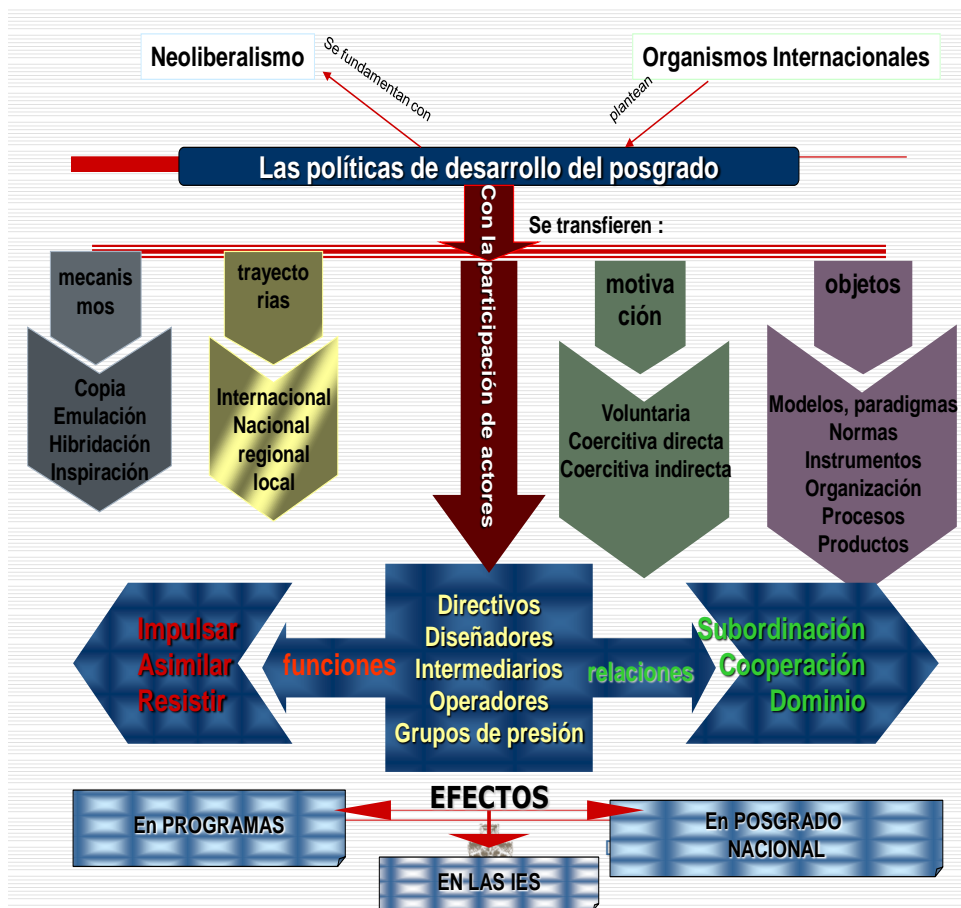 Neoliberalismo
Se fundamentan con
Organismos Internacionales
plantean
Las políticas de desarrollo del posgrado
Con la participación de actores
Se transfieren :
mecanis
mos
Copia
Emulación
Hibridación
Inspiración
trayecto
rias
Internacional
Nacional
regional
local
motiva
ción
Voluntaria
Coercitiva directa
Coercitiva indirecta
objetos
Modelos, paradigmas
Normas
Instrumentos
Organización
Procesos
Productos
Impulsar
Asimilar
Resistir
funciones
Directivos
Diseñadores
Intermediarios
Operadores
Grupos de presión
relaciones
Subordinación
Cooperación
Dominio
EFECTOS
En PROGRAMAS
EN LAS IES
En POSGRADO
NACIONAL